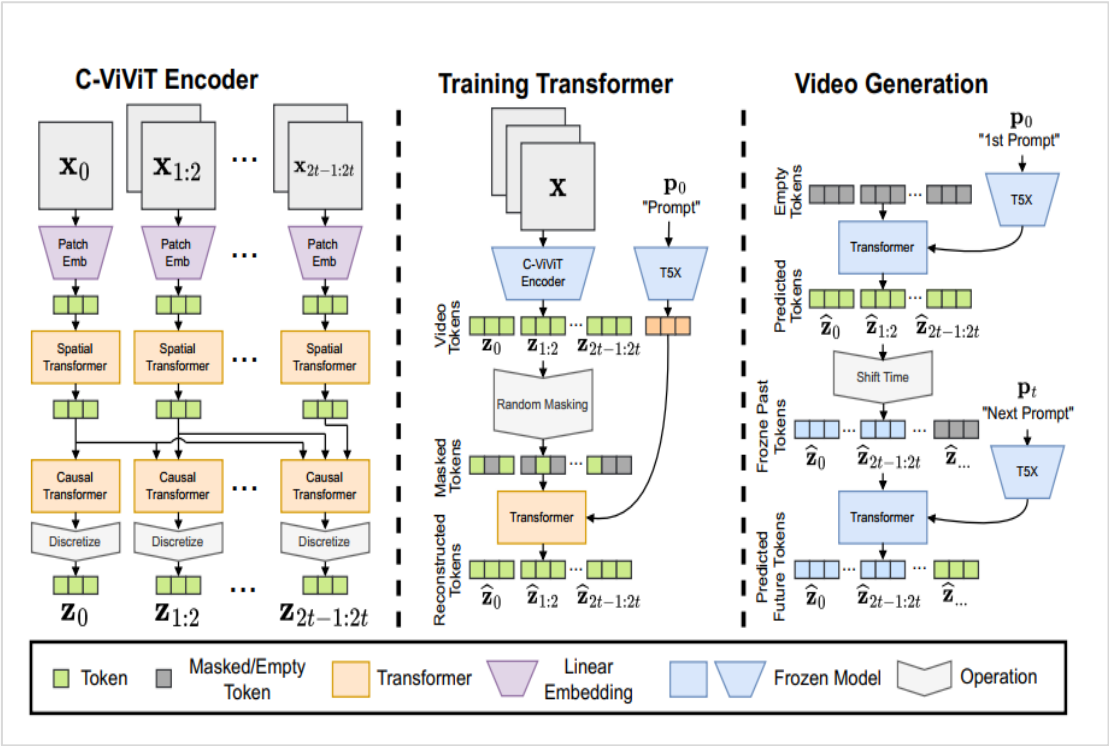 C-ViViT Encoder
x0
x1:2
...
x2t−1:2t
Patch Emb
Patch Emb
...
Patch Emb
Spatial Transformer
Spatial Transformer
...
Spatial Transformer
Causal Transformer
Causal Transformer
...
Causal Transformer
Discretize
Discretize
Discretize
...
z0
z1:2
z2t−1:2t
Training Transformer
x
p0
"Prompt"
C-ViViT Encoder
T5X
Video Tokens
...
z0
z1:2
z2t−1:2t
Random Masking
Masked Tokens
...
Transformer
Reconstructed Tokens
...
ẑ0
ẑ1:2
ẑ2t−1:2t
Video Generation
p0
"1st Prompt"
T5X
Empty Tokens
...
Transformer
Predicted Tokens
...
ẑ0
ẑ1:2
ẑ2t−1:2t
Shift Time
pt
"Next Prompt"
T5X
Frozne Past Tokens
...
...
ẑ0
ẑ2t−1:2t
ẑ...
Transformer
Predicted Future Tokens
...
...
ẑ0
ẑ2t−1:2t
ẑ...
Token
Masked/Empty Token
Transformer
Linear Embedding
Frozen Model
Operation